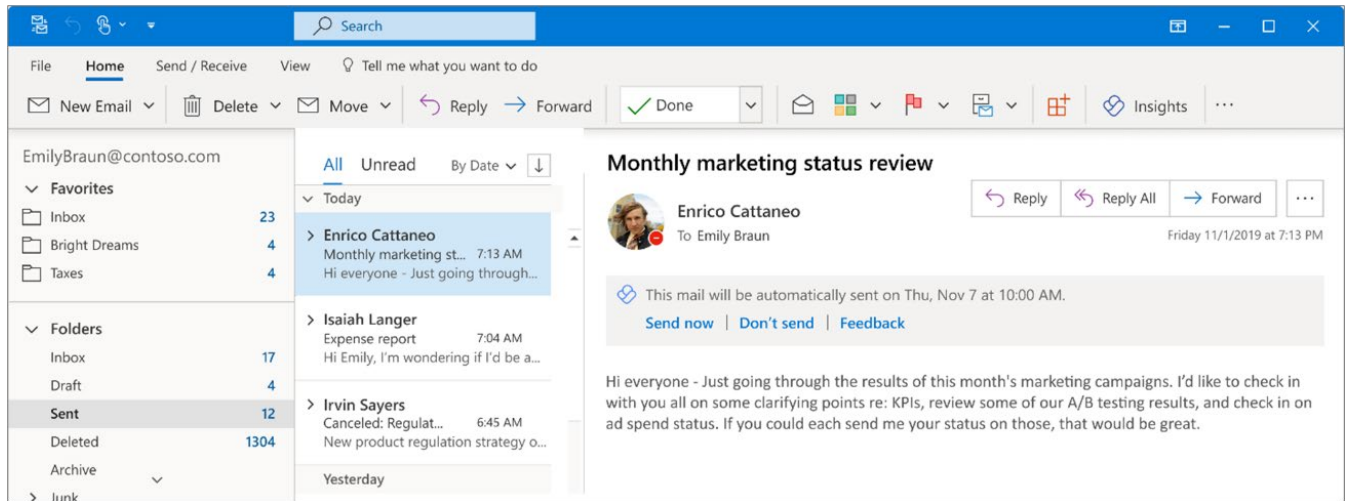 Search
File Home Send / Receive View Tell me what you want to do
New Email Delete Move Reply Forward Done Insights ...
EmilyBraun@contoso.com
Favorites
Inbox 23
Bright Dreams 4
Taxes 4
Folders
Inbox 17
Draft 4
Sent 12
Deleted 1304
Archive
Junk
All Unread By Date
Today
Enrico Cattaneo
Monthly marketing st... 7:13 AM
Hi everyone - Just going through...
Isaiah Langer
Expense report 7:04 AM
Hi Emily, I'm wondering if I'd be a...
Irvin Sayers
Canceled: Regulat... 6:45 AM
New product regulation strategy o...
Yesterday
Monthly marketing status review
Enrico Cattaneo
To Emily Braun
Reply Reply All Forward ...
Friday 11/1/2019 at 7:13 PM
This mail will be automatically sent on Thu, Nov 7 at 10:00 AM.
Send now | Don't send | Feedback
Hi everyone - Just going through the results of this month's marketing campaigns. I'd like to check in
with you all on some clarifying points re: KPIs, review some of our A/B testing results, and check in on
ad spend status. If you could each send me your status on those, that would be great.